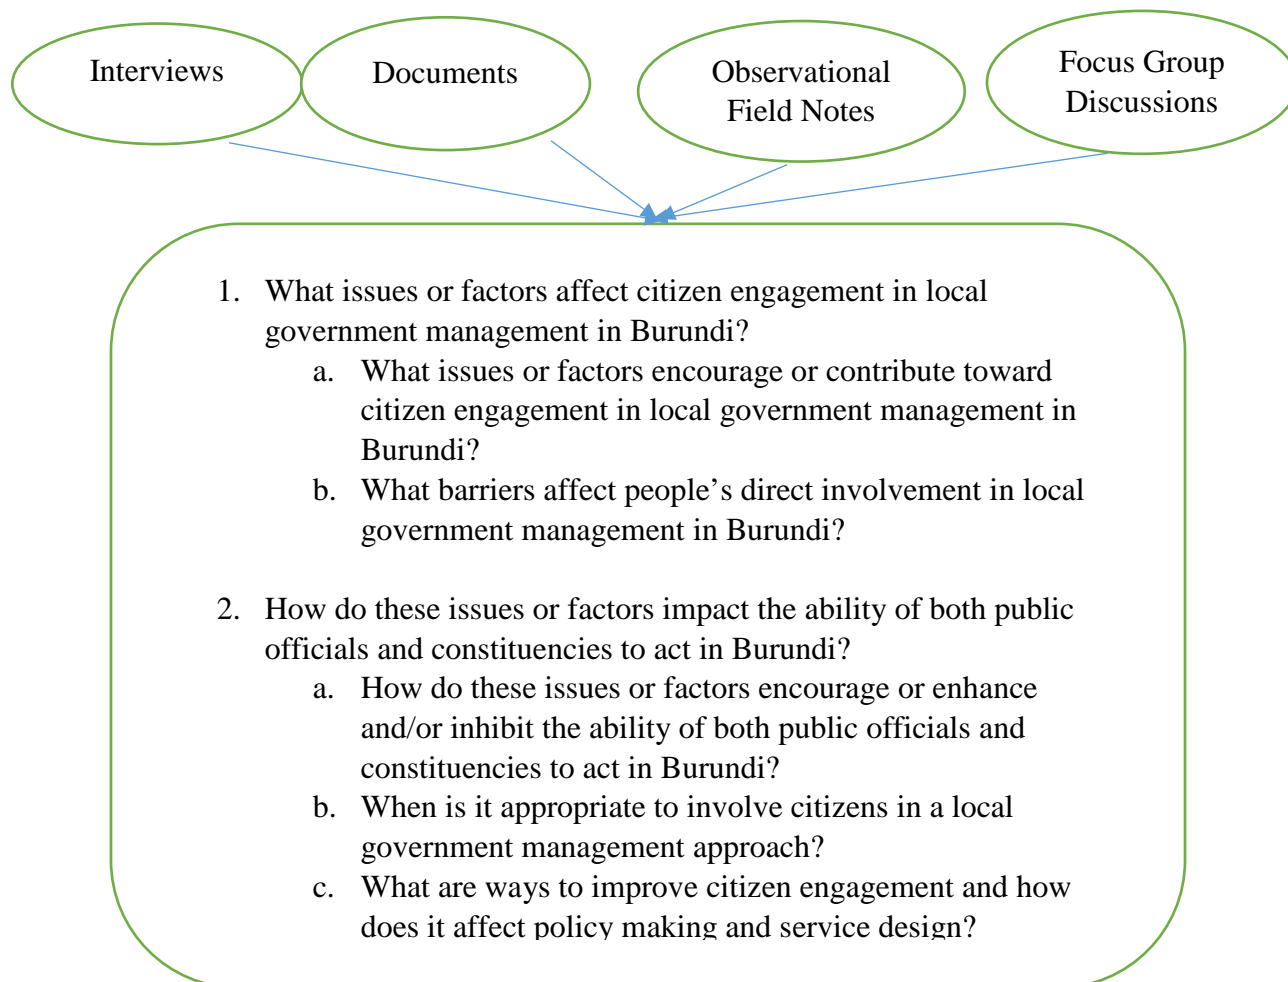 Interviews
Documents
Observational
Field Notes
Focus Group
Discussions
1. What issues or factors affect citizen engagement in local
government management in Burundi?
a. What issues or factors encourage or contribute toward
citizen engagement in local government management in
Burundi?
b. What barriers affect people’s direct involvement in local
government management in Burundi?
2. How do these issues or factors impact the ability of both public
officials and constituencies to act in Burundi?
a. How do these issues or factors encourage or enhance
and/or inhibit the ability of both public officials and
constituencies to act in Burundi?
b. When is it appropriate to involve citizens in a local
government management approach?
c. What are ways to improve citizen engagement and how
does it affect policy making and service design?